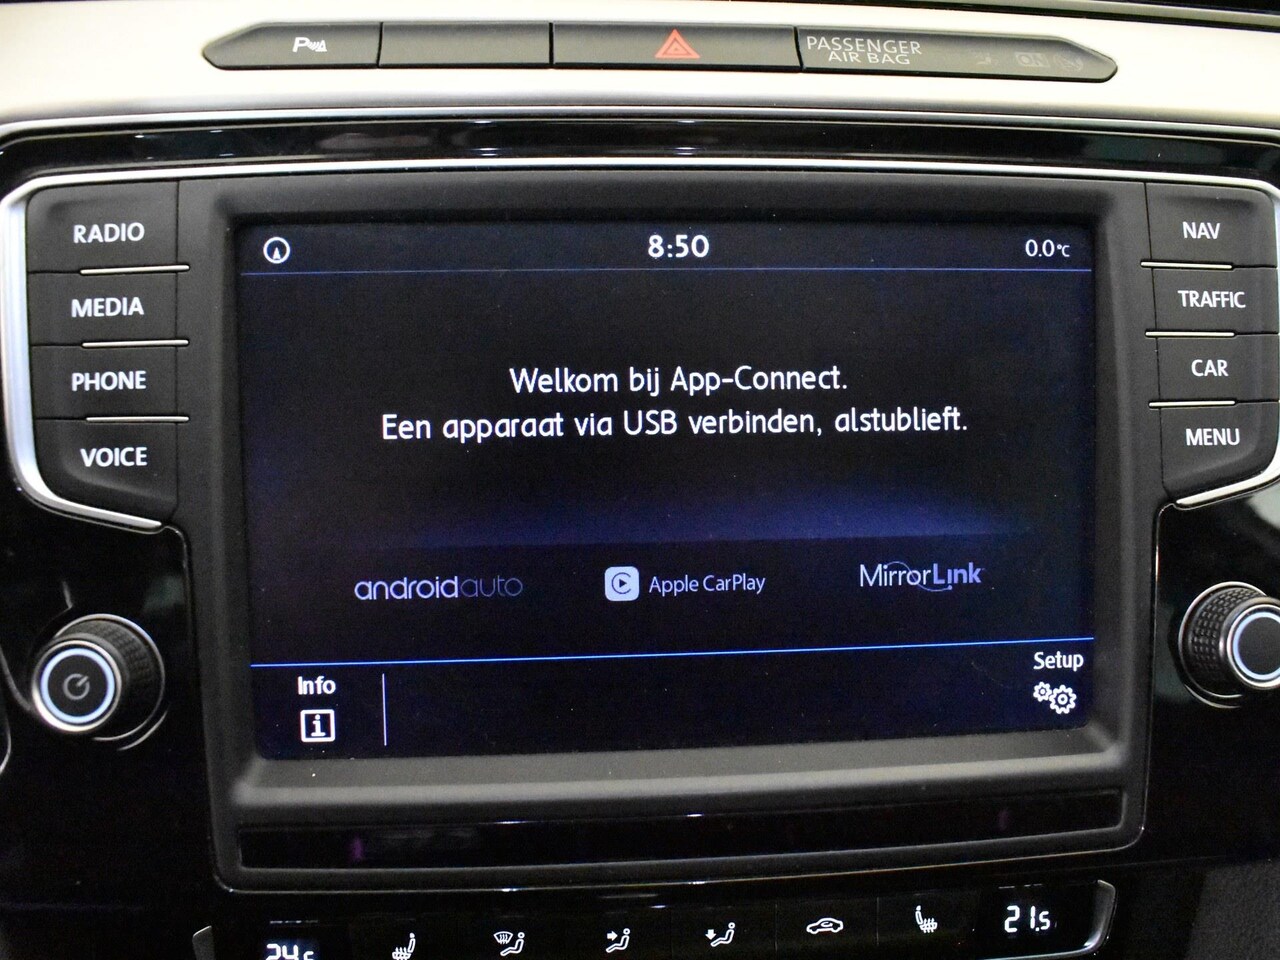 PASSENGER
AIR BAG
ON
RADIO
MEDIA
PHONE
VOICE
NAV
TRAFFIC
CAR
MENU
8:50
0.0°C
Welkom bij App-Connect.
Een apparaat via USB verbinden, alstublieft.
androidauto
Apple CarPlay
MirrorLink
Info
Setup
21.5